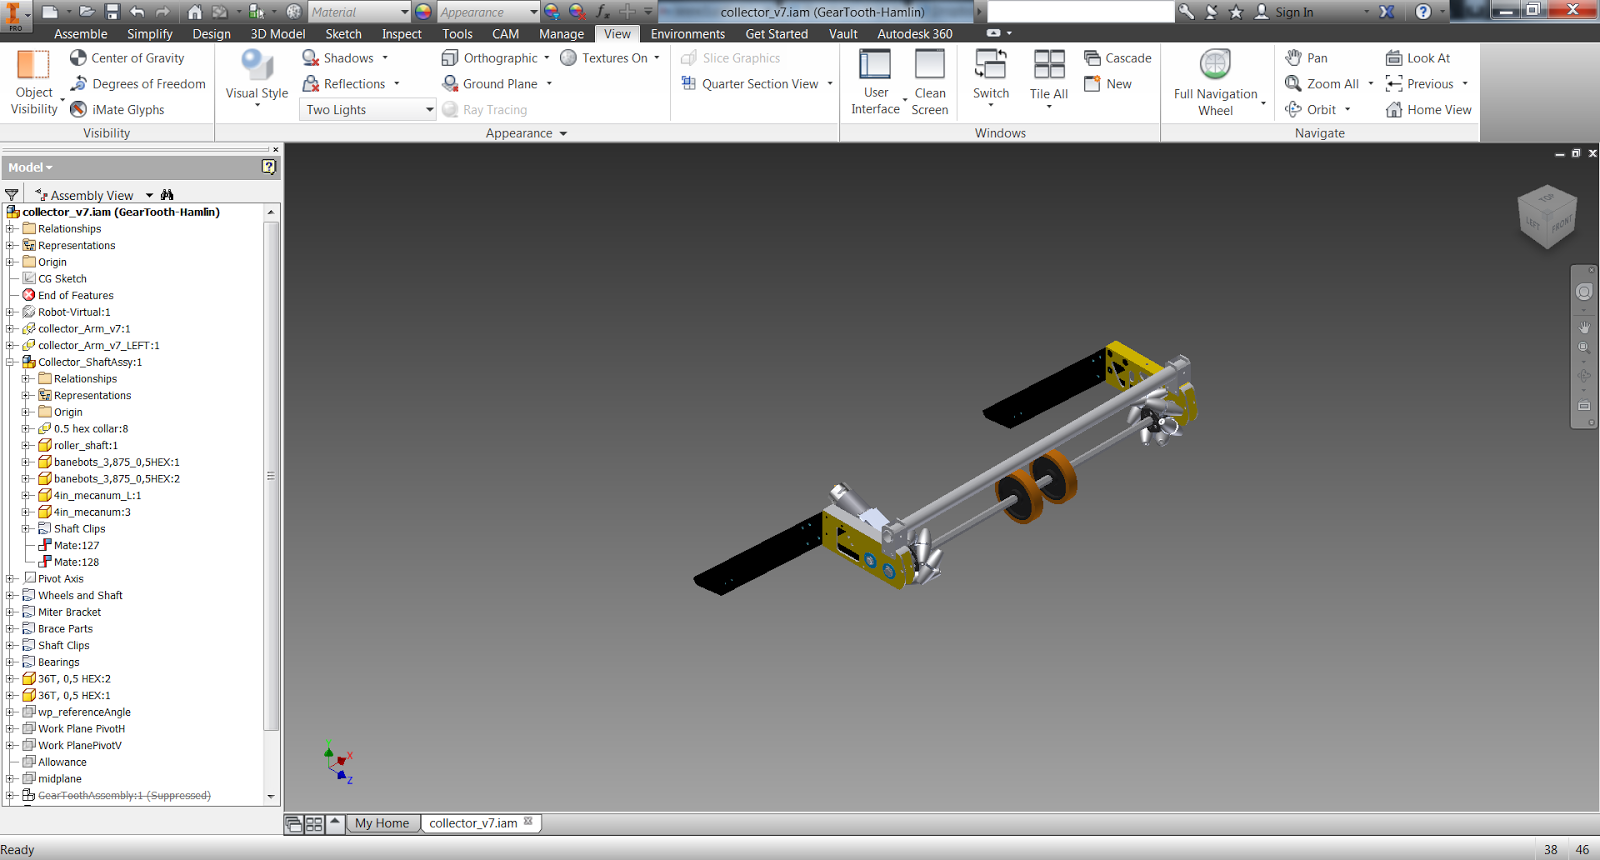 Material
Appearance
collector_v7.iam (GearTooth-Hamlin)
Sign In
PRO
Assemble Simplify Design 3D Model Sketch Inspect Tools CAM Manage View Environments Get Started Vault Autodesk 360
Object Visibility
Center of Gravity
Degrees of Freedom
iMate Glyphs
Visibility
Visual Style
Shadows
Reflections
Two Lights
Orthographic
Ground Plane
Ray Tracing
Textures On
Slice Graphics
Quarter Section View
Appearance
User Interface
Clean Screen
Switch
Tile All
Cascade
New
Windows
Full Navigation Wheel
Pan
Zoom All
Orbit
Look At
Previous
Home View
Navigate
Model
Assembly View
collector_v7.iam (GearTooth-Hamlin)
Relationships
Representations
Origin
CG Sketch
End of Features
Robot-Virtual:1
collector_Arm_v7:1
collector_Arm_v7_LEFT:1
Collector_ShaftAssy:1
Relationships
Representations
Origin
0.5 hex collar:8
roller_shaft:1
banebots_3,875_0,5HEX:1
banebots_3,875_0,5HEX:2
4in_mecanum_L:1
4in_mecanum:3
Shaft Clips
Mate:127
Mate:128
Pivot Axis
Wheels and Shaft
Miter Bracket
Brace Parts
Shaft Clips
Bearings
36T, 0,5 HEX:2
36T, 0,5 HEX:1
wp_referenceAngle
Work Plane PivotH
Work PlanePivotV
Allowance
midplane
GearToothAssembly:1 (Suppressed)
TOP
LEFT
FRONT
X
Z
My Home
collector_v7.iam
Ready
38 46